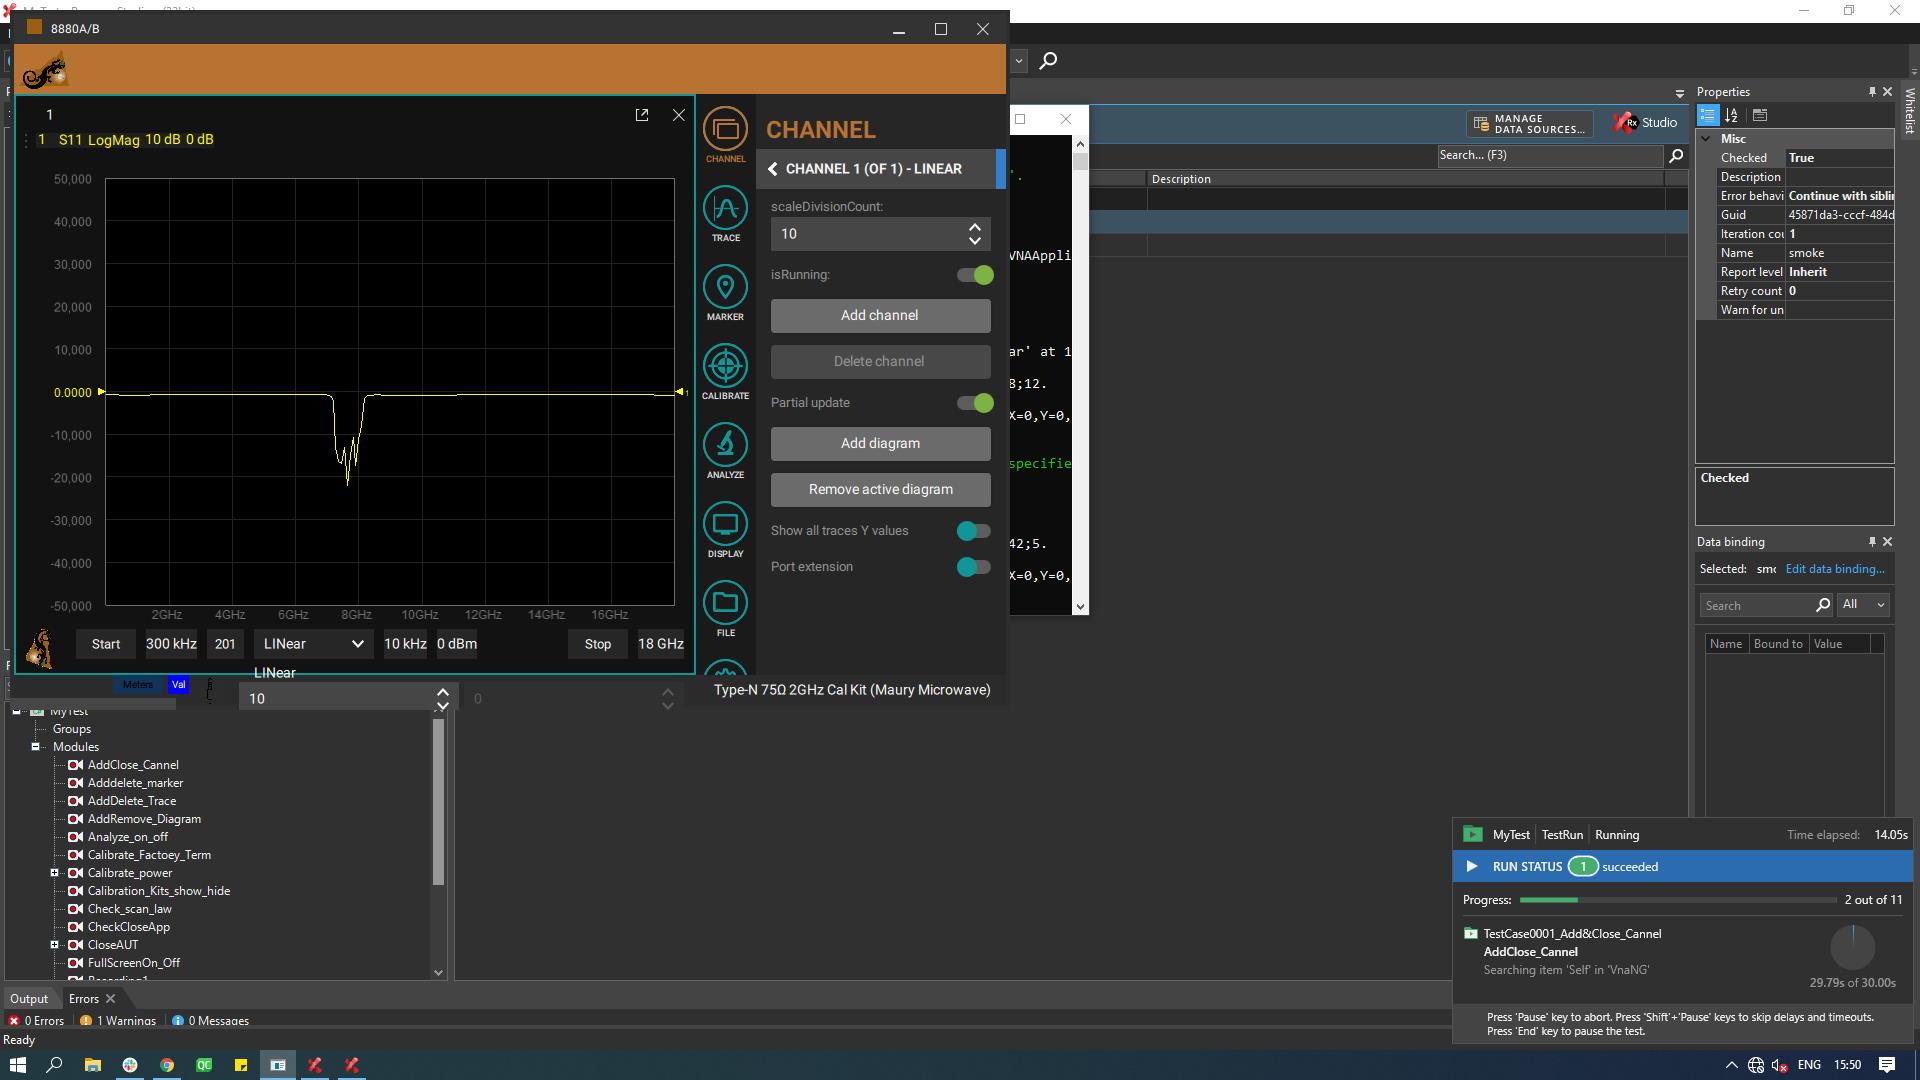 8880A/B
1
1 S11 LogMag 10 dB 0 dB
50,000
40,000
30,000
20,000
10,000
0.0000
-10,000
-20,000
-30,000
-40,000
-50,000
1
2GHz 4GHz 6GHz 8GHz 10GHz 12GHz 14GHz 16GHz
Start 300 kHz 201 LINear 10 kHz 0 dBm Stop 18 GHz
LINear
Meters Val
10
0
Type-N 75Ω 2GHz Cal Kit (Maury Microwave)
CHANNEL
TRACE
MARKER
CALIBRATE
ANALYZE
DISPLAY
FILE
CHANNEL
CHANNEL 1 (OF 1) - LINEAR
scaleDivisionCount:
10
isRunning:
Add channel
Delete channel
Partial update
Add diagram
Remove active diagram
Show all traces Y values
Port extension
'.
VNAAppli
ar' at 1
8;12.
X=0,Y=0,
specifie
42;5.
X=0,Y=0,
MANAGE
DATA SOURCES...
Rx Studio
Search... (F3)
Description
Properties
Misc
Checked True
Description
Error behavi Continue with siblin
Guid 45871da3-cccf-484d
Iteration cou 1
Name smoke
Report level Inherit
Retry count 0
Warn for un
Checked
Whitelist
Data binding
Selected: smo Edit data binding...
Search All
Name Bound to Value
MyTest
Groups
Modules
AddClose_Cannel
Adddelete_marker
AddDelete_Trace
AddRemove_Diagram
Analyze_on_off
Calibrate_Factoey_Term
Calibrate_power
Calibration_Kits_show_hide
Check_scan_law
CheckCloseApp
CloseAUT
FullScreenOn_Off
Output Errors
0 Errors 1 Warnings 0 Messages
Ready
MyTest TestRun Running Time elapsed: 14.05s
RUN STATUS 1 succeeded
Progress: 2 out of 11
TestCase0001_Add&Close_Cannel
AddClose_Cannel
Searching item 'Self' in 'VnaNG'
29.79s of 30.00s
Press 'Pause' key to abort. Press 'Shift'+'Pause' keys to skip delays and timeouts.
Press 'End' key to pause the test.
QC
ENG 15:50